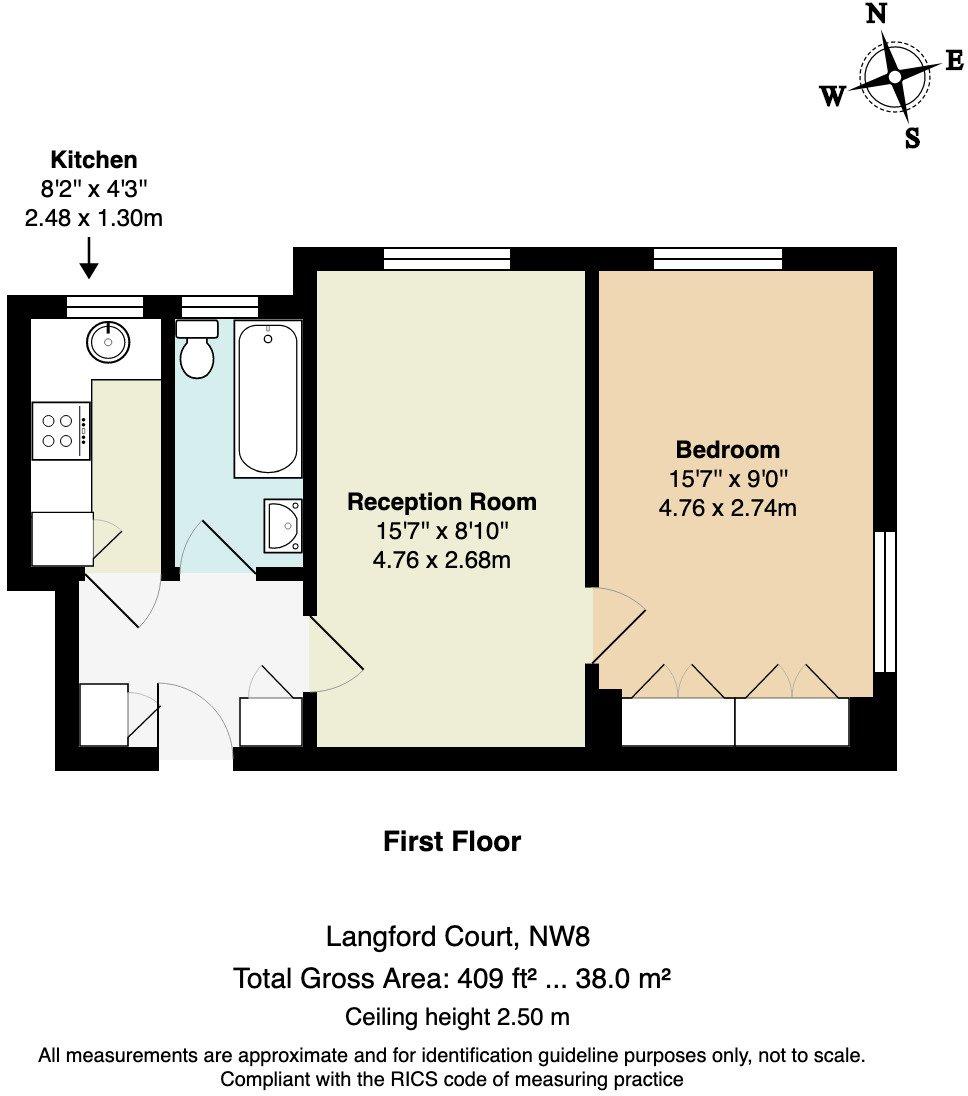 N
E
W
S
Kitchen
8'2" x 4'3"
2.48 x 1.30m
Bedroom
15'7" x 9'0"
4.76 x 2.74m
Reception Room
15'7" x 8'10"
4.76 x 2.68m
First Floor
Langford Court, NW8
Total Gross Area: 409 ft² ... 38.0 m²
Ceiling height 2.50 m
All measurements are approximate and for identification guideline purposes only, not to scale.
Compliant with the RICS code of measuring practice